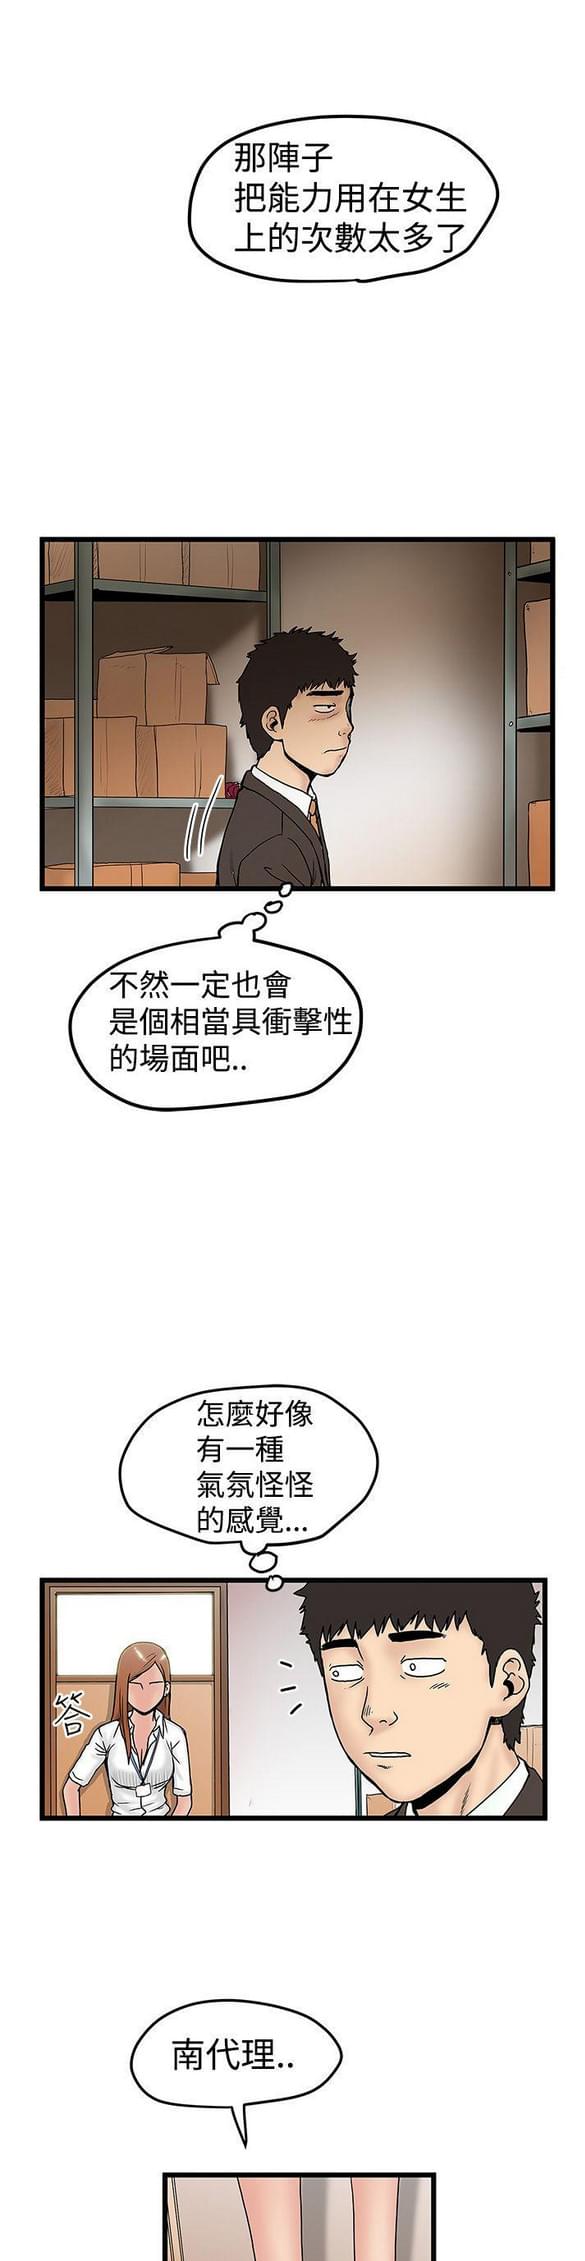 那陣子
把能力用在女生
上的次數太多了
不然一定也會
是個相當具衝擊性
的場面吧..
怎麼好像
有一種
氣氛怪怪
的感覺...
答
南代理..